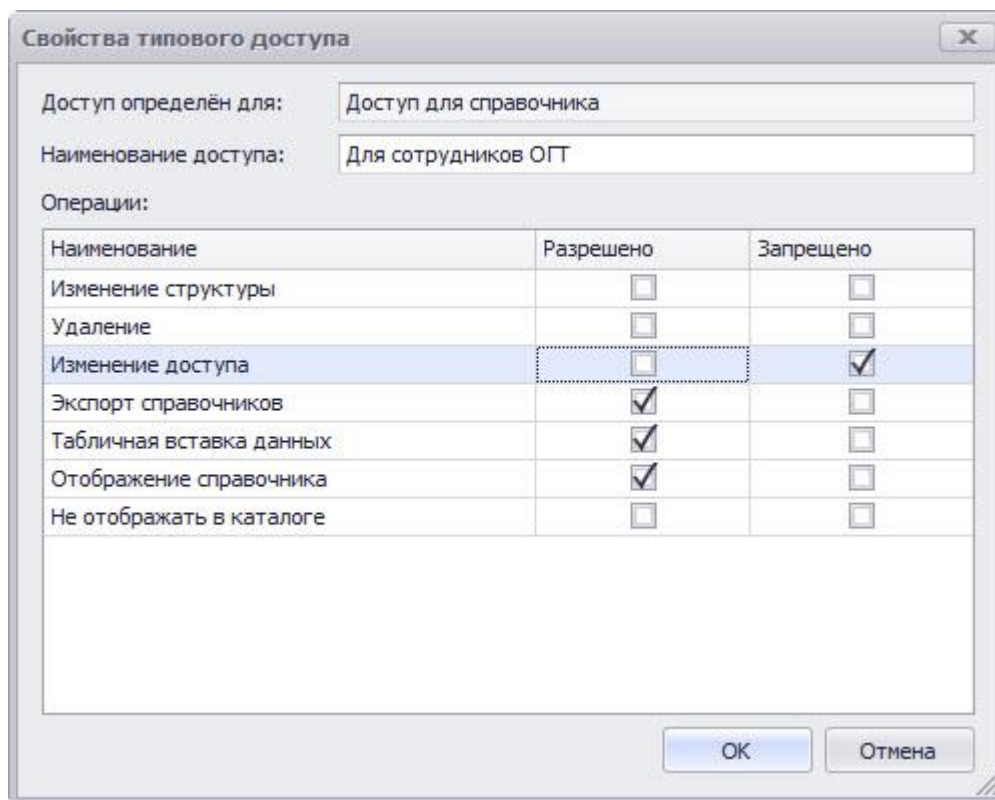 Свойства типового доступа
Доступ определён для: Доступ для справочника
Наименование доступа: Для сотрудников ОГТ
Операции:
Наименование Разрешено Запрещено
Изменение структуры
Удаление
Изменение доступа
Экспорт справочников
Табличная вставка данных
Отображение справочника
Не отображать в каталоге
ОК Отмена